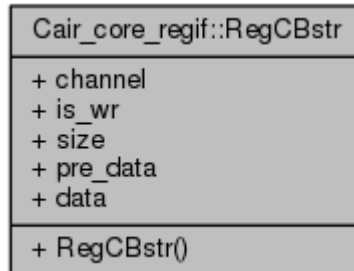 Cair_core_regif::RegCBstr
+ channel
+ is_wr
+ size
+ pre_data
+ data
+ RegCBstr()